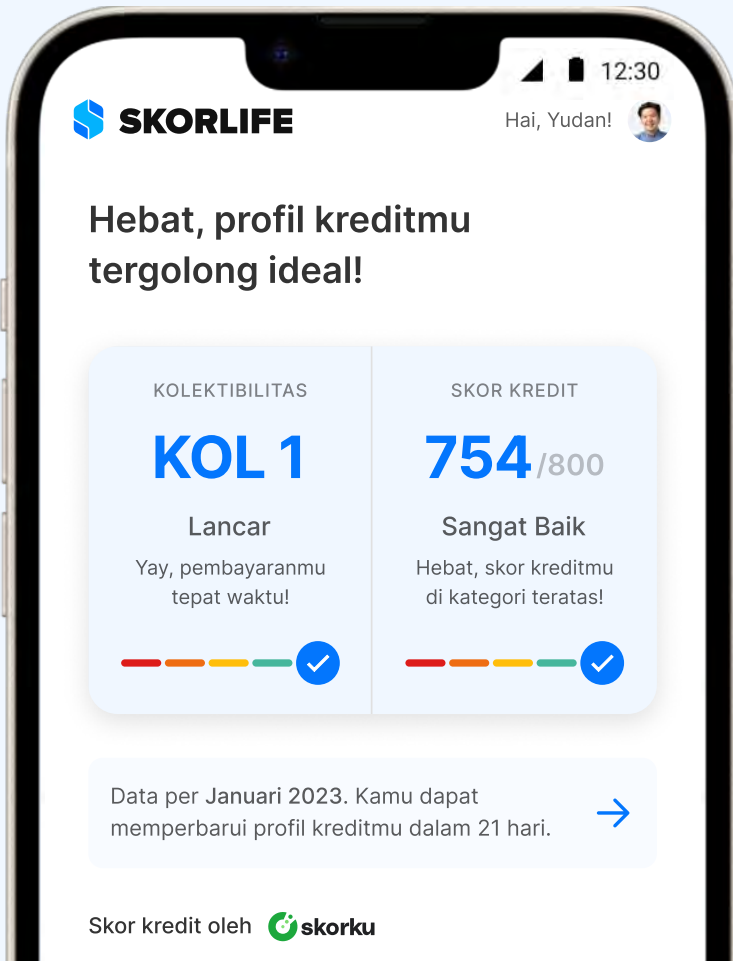 12:30
SKORLIFE
Hai, Yudan!
Hebat, profil kreditmu
tergolong ideal!
KOLEKTIBILITAS
KOL 1
Lancar
Yay, pembayaranmu
tepat waktu!
SKOR KREDIT
754/800
Sangat Baik
Hebat, skor kreditmu
di kategori teratas!
Data per Januari 2023. Kamu dapat
memperbarui profil kreditmu dalam 21 hari.
Skor kredit oleh skorku